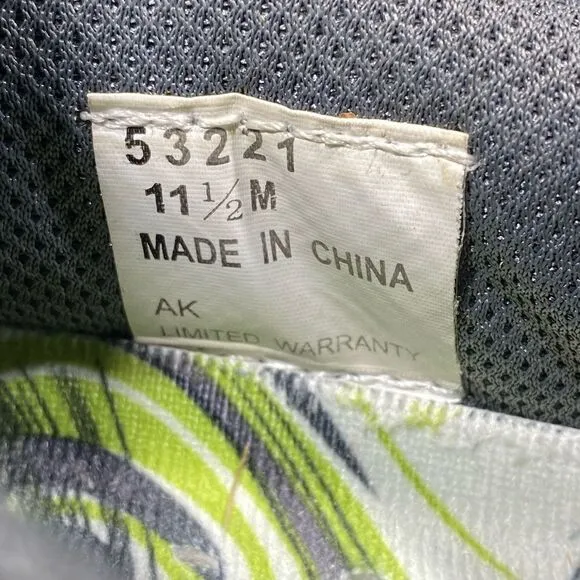 53221
11 1/2 M
MADE IN CHINA
AK
LIMITED WARRANTY